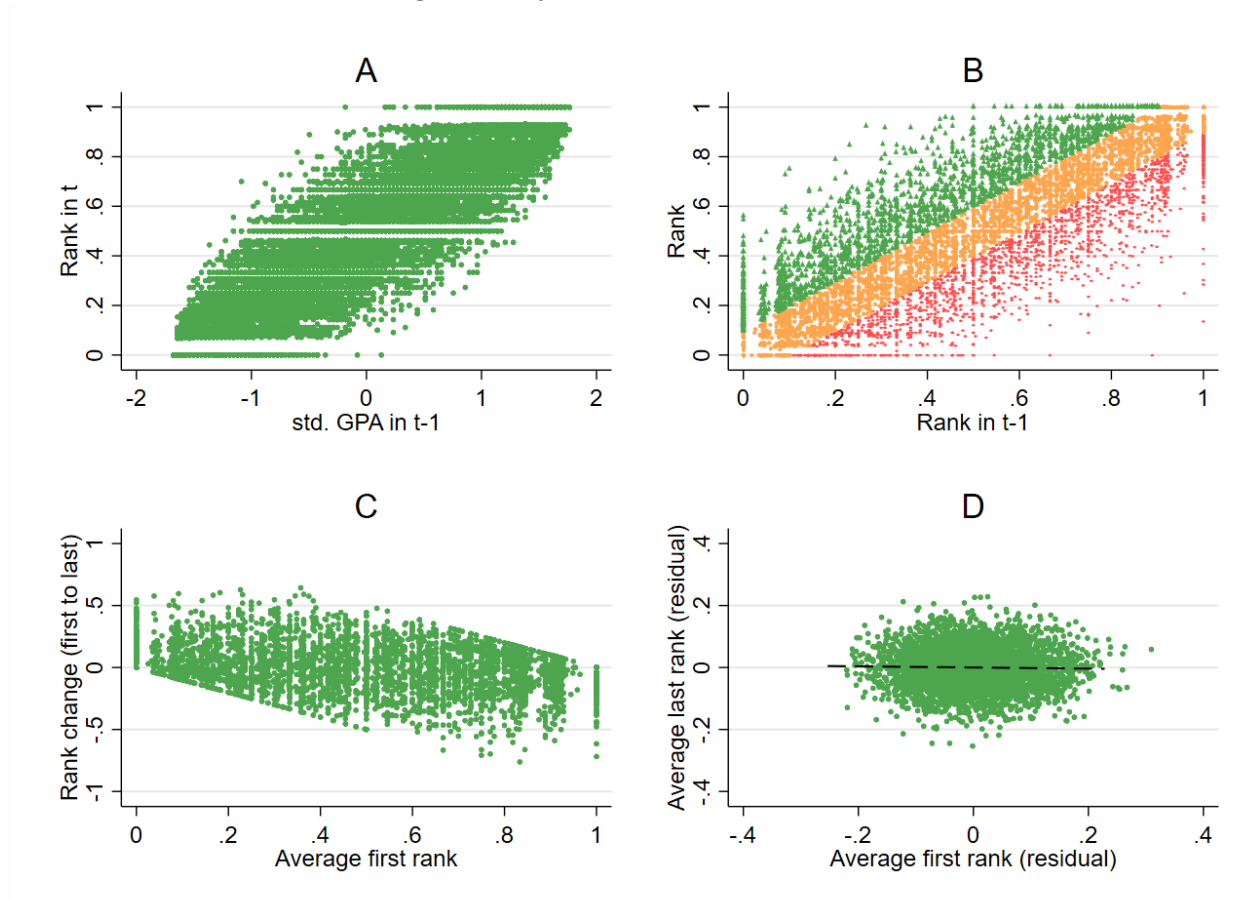 A
Rank in t
1
.8
.6
.4
.2
0
-2 -1 0 1 2
std. GPA in t-1
B
Rank
1
.8
.6
.4
.2
0
0 .2 .4 .6 .8 1
Rank in t-1
C
Rank change (first to last)
1
.5
0
-.5
-1
0 .2 .4 .6 .8 1
Average first rank
D
Average last rank (residual)
.4
.2
0
-.2
-.4
-.4 -.2 0 .2 .4
Average first rank (residual)